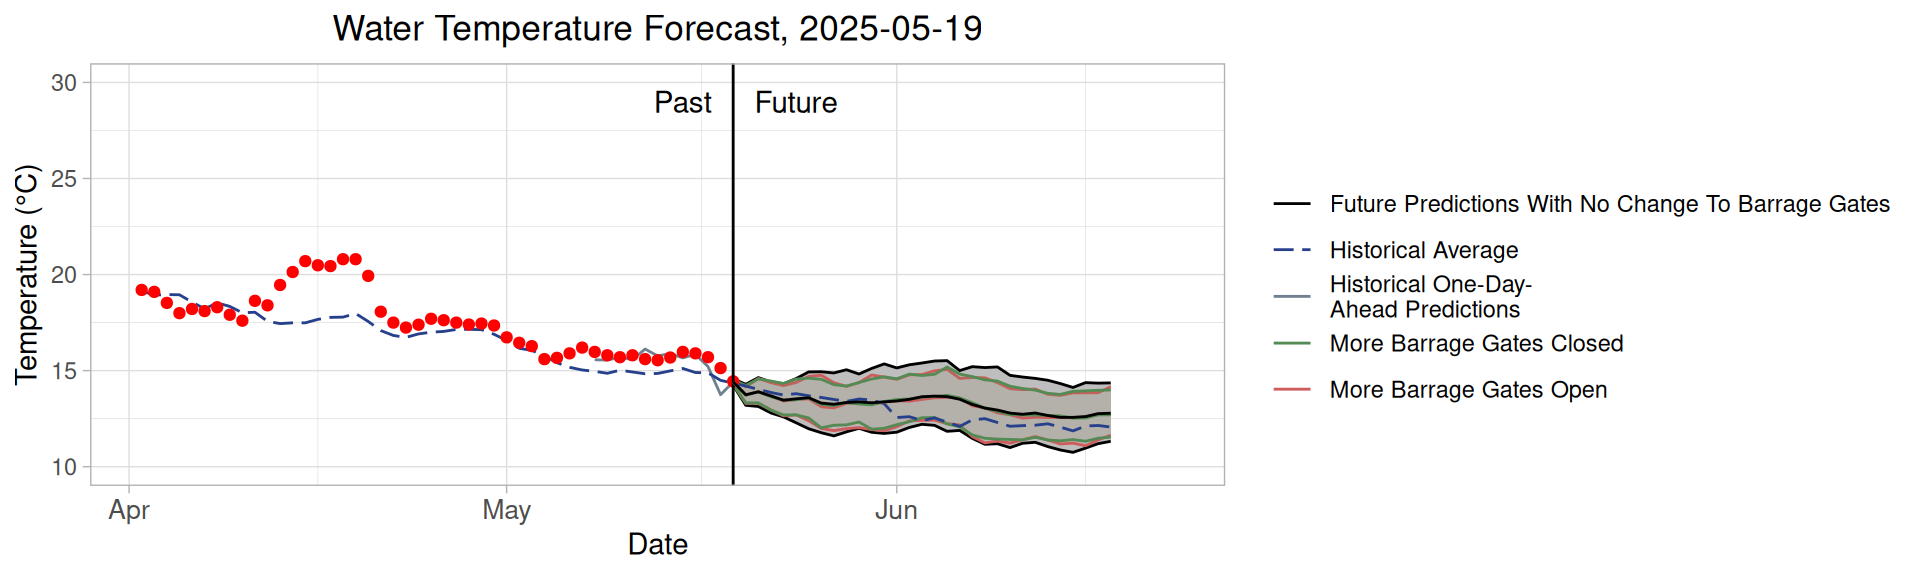 Water Temperature Forecast, 2025-05-19
Temperature (°C)
30
25
20
15
10
Past
Future
Apr
May
Jun
Date
Future Predictions With No Change To Barrage Gates
Historical Average
Historical One-Day-
Ahead Predictions
More Barrage Gates Closed
More Barrage Gates Open